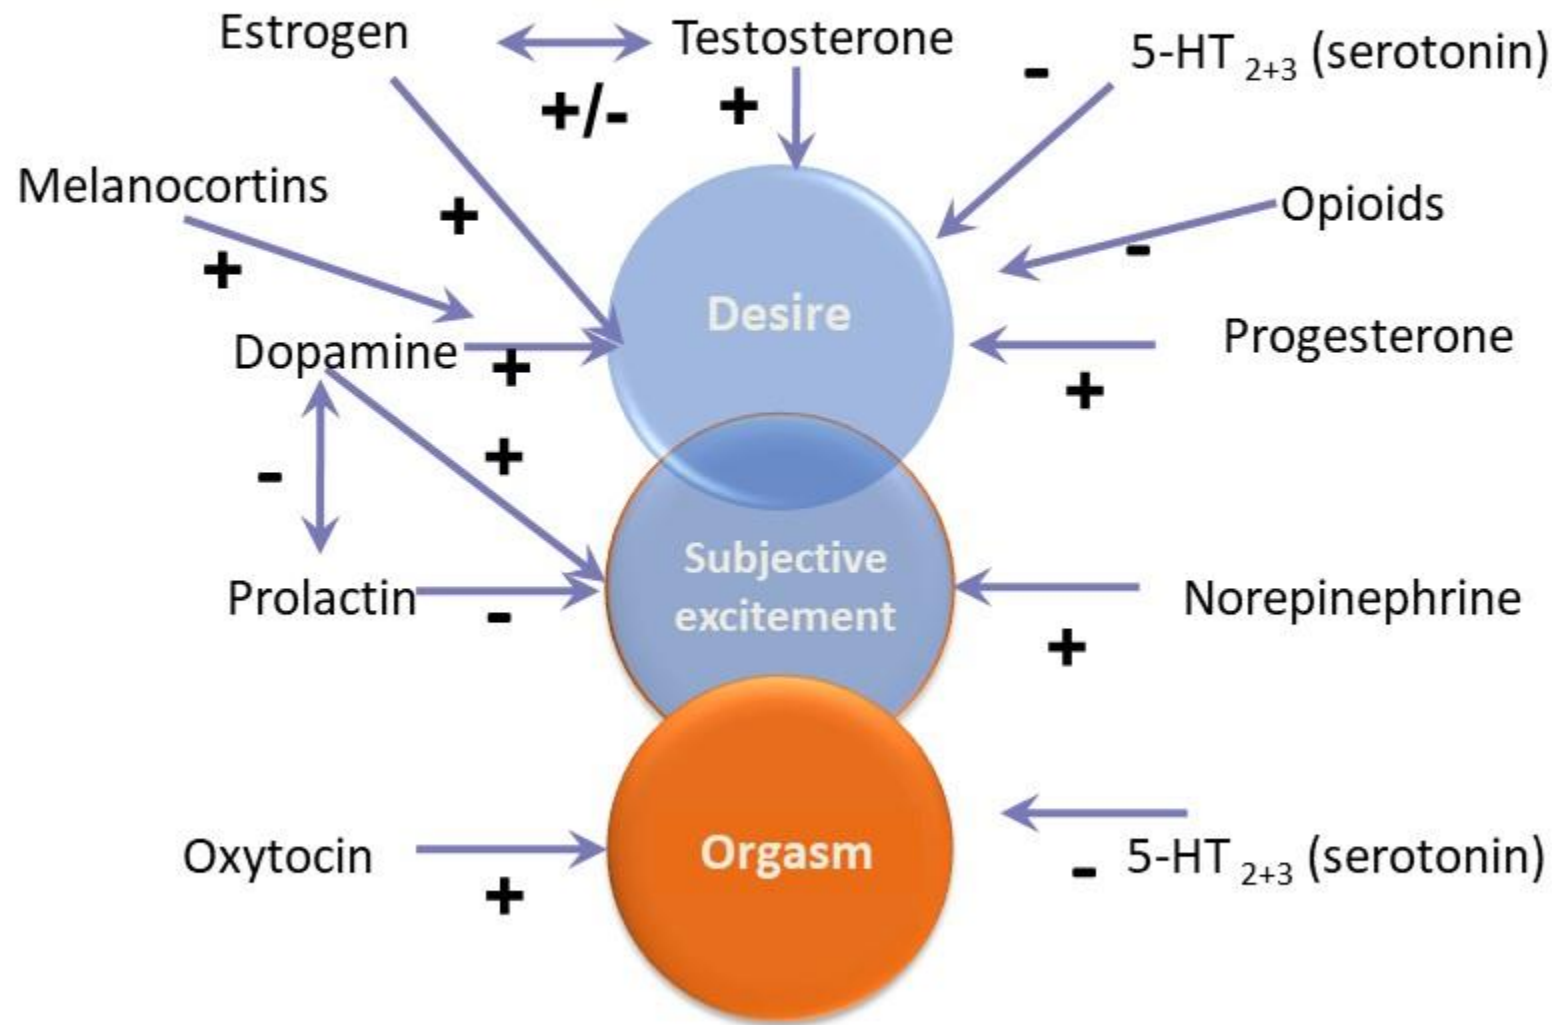 Estrogen
Testosterone
5-HT 2+3 (serotonin)
-
+/-
+
Melanocortins
+
Opioids
-
+
Desire
Progesterone
Dopamine
+
+
+
-
Subjective
excitement
Prolactin
-
Norepinephrine
+
Oxytocin
+
Orgasm
- 5-HT 2+3 (serotonin)